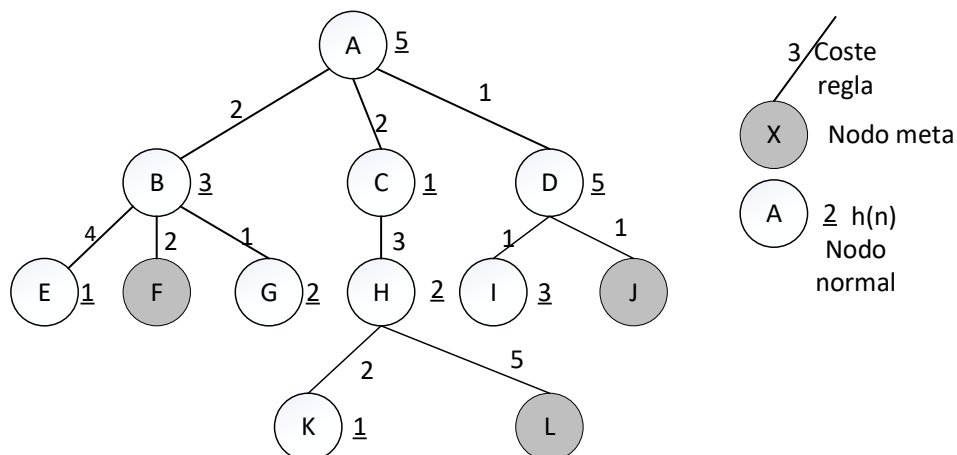 A 5
3 Coste
regla
1
2
2
X Nodo meta
B 3
C 1
D 5
A 2 h(n)
Nodo
normal
4
2
1
3
1
1
E 1
F
G 2
H 2
I 3
J
2
5
K 1
L